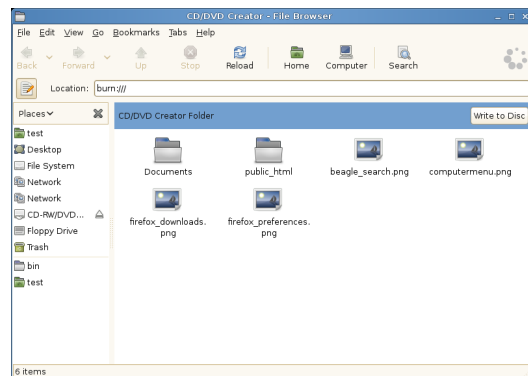 CD/DVD Creator - File Browser
File Edit View Go Bookmarks Tabs Help
Back Forward Up Stop Reload Home Computer Search
Location: burn:///
Places
CD/DVD Creator Folder
Write to Disc
test
Desktop
File System
Network
Network
CD-RW/DVD...
Floppy Drive
Trash
bin
test
Documents
public_html
beagle_search.png
computermenu.png
firefox_downloads.
png
firefox_preferences.
png
6 items